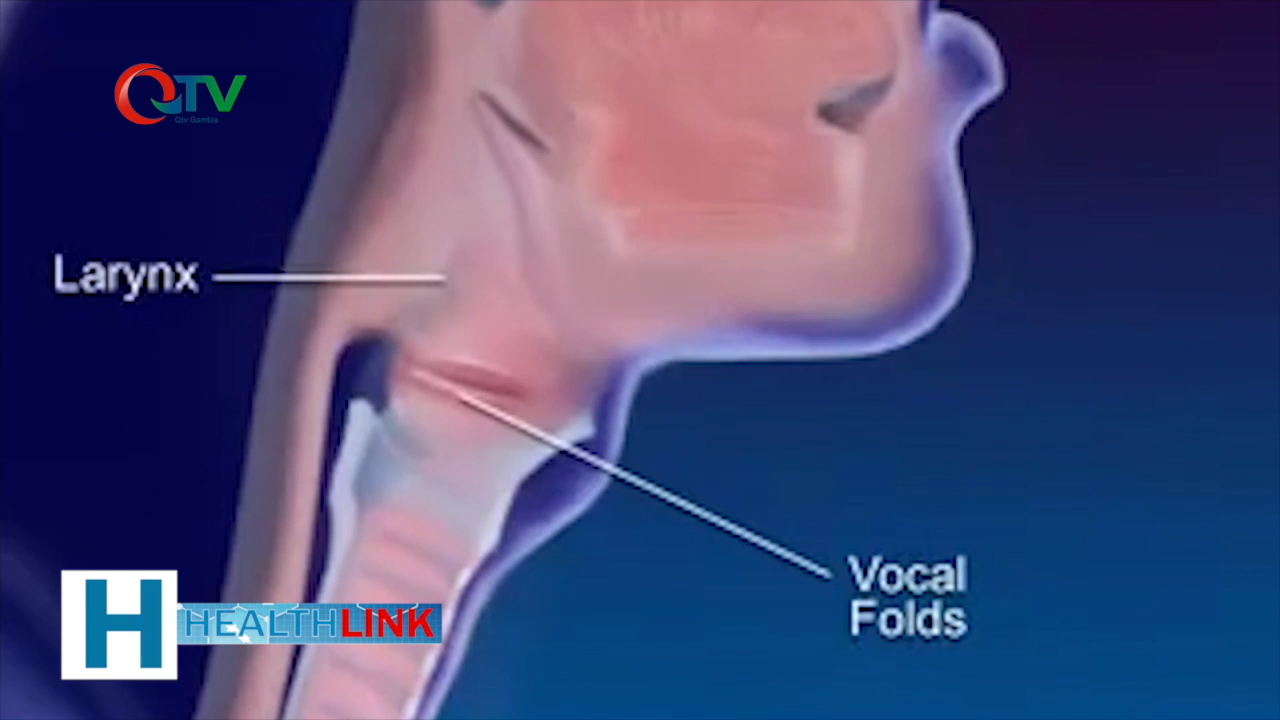 QTV
Qtv Gambia
Larynx
Vocal
Folds
H
HEALTHLINK